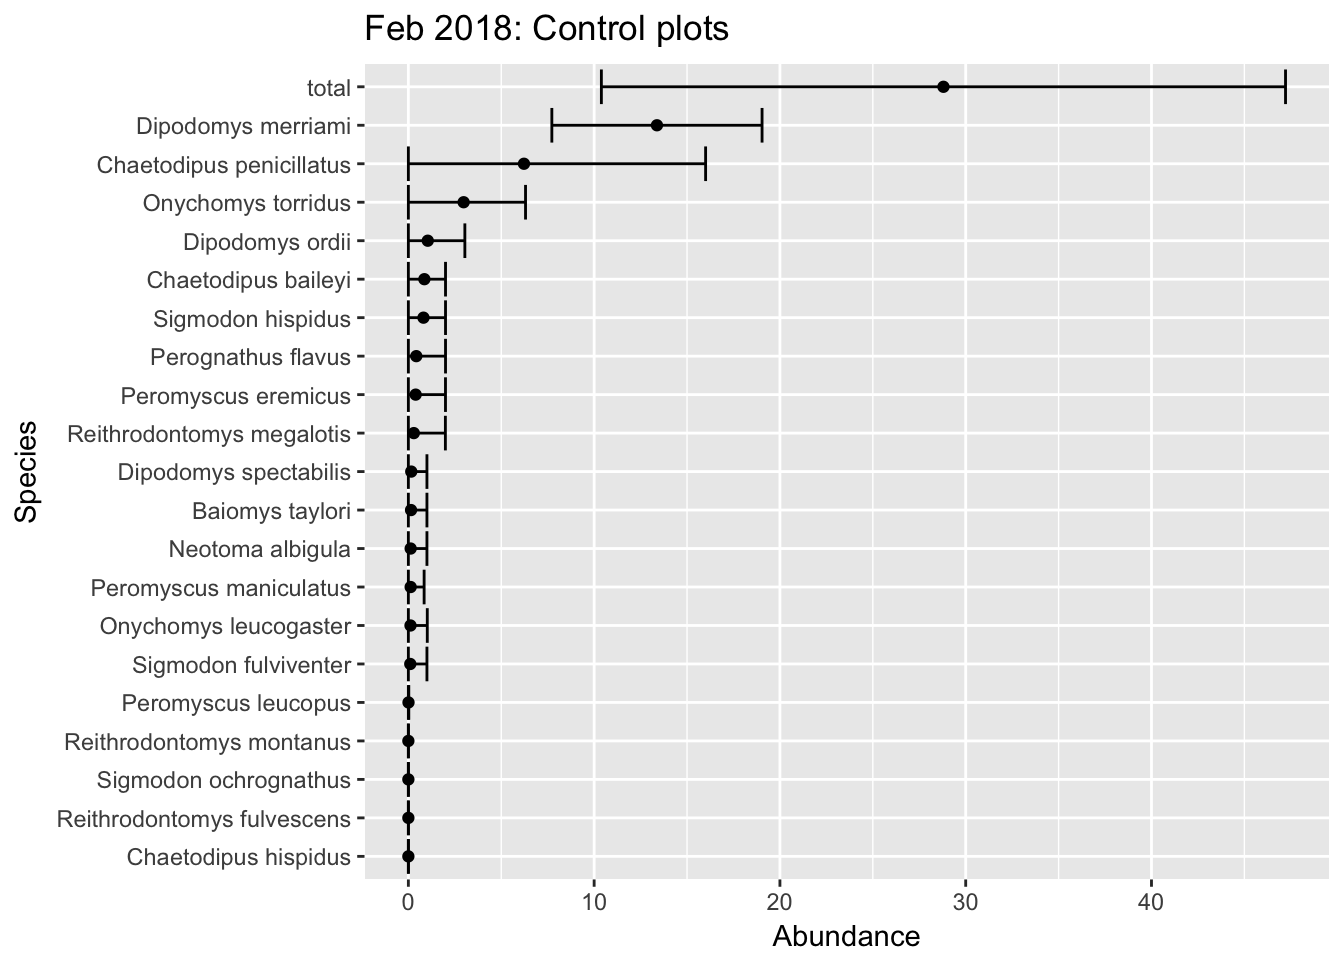 Feb 2018: Control plots
total
Dipodomys merriami
Chaetodipus penicillatus
Onychomys torridus
Dipodomys ordii
Chaetodipus baileyi
Sigmodon hispidus
Perognathus flavus
Peromyscus eremicus
Reithrodontomys megalotis
Dipodomys spectabilis
Baiomys taylori
Neotoma albigula
Peromyscus maniculatus
Onychomys leucogaster
Sigmodon fulviventer
Peromyscus leucopus
Reithrodontomys montanus
Sigmodon ochrognathus
Reithrodontomys fulvescens
Chaetodipus hispidus
Species
0 10 20 30 40
Abundance